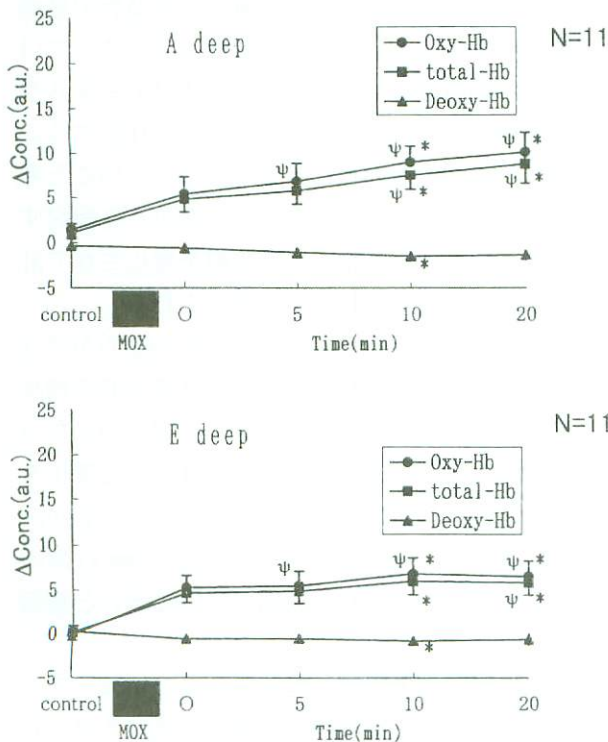 25
A deep
N=11
20
Oxy-Hb
total-Hb
15
Deoxy-Hb
ΔConc.(a.u.)
10
ψ
ψ *
ψ *
5
ψ *
ψ *
0
*
-5
control
0
5
10
20
MOX
Time(min)
25
E deep
N=11
20
Oxy-Hb
total-Hb
15
Deoxy-Hb
ΔConc.(a.u.)
10
ψ
ψ *
ψ *
5
*
ψ *
0
*
-5
control
0
5
10
20
MOX
Time(min)